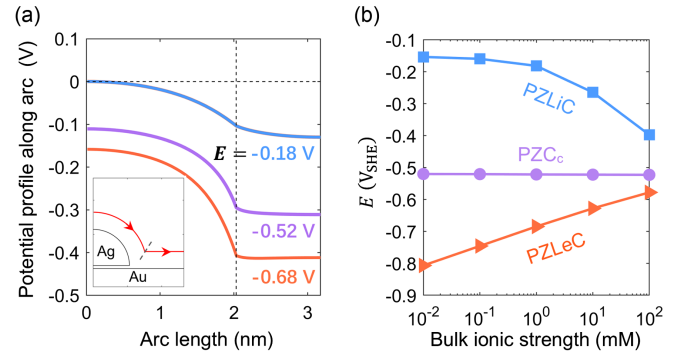 (a)
Potential profile along arc (V)
0.1
0
-0.1
-0.2
-0.3
-0.4
-0.5
0
1
2
3
Arc length (nm)
E = -0.18 V
-0.52 V
-0.68 V
Ag
Au
(b)
E (V_SHE)
-0.1
-0.2
-0.3
-0.4
-0.5
-0.6
-0.7
-0.8
-0.9
10⁻²
10⁻¹
10⁰
10¹
10²
Bulk ionic strength (mM)
PZLiC
PZC_c
PZLeC